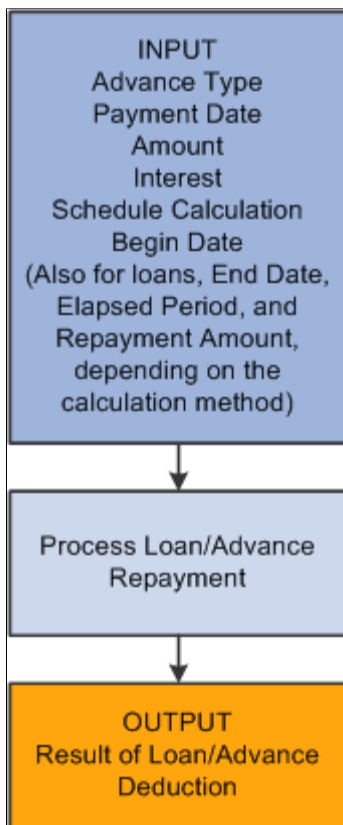 INPUT
Advance Type
Payment Date
Amount
Interest
Schedule Calculation
Begin Date
(Also for loans, End Date,
Elapsed Period, and
Repayment Amount,
depending on the
calculation method)
Process Loan/Advance
Repayment
OUTPUT
Result of Loan/Advance
Deduction